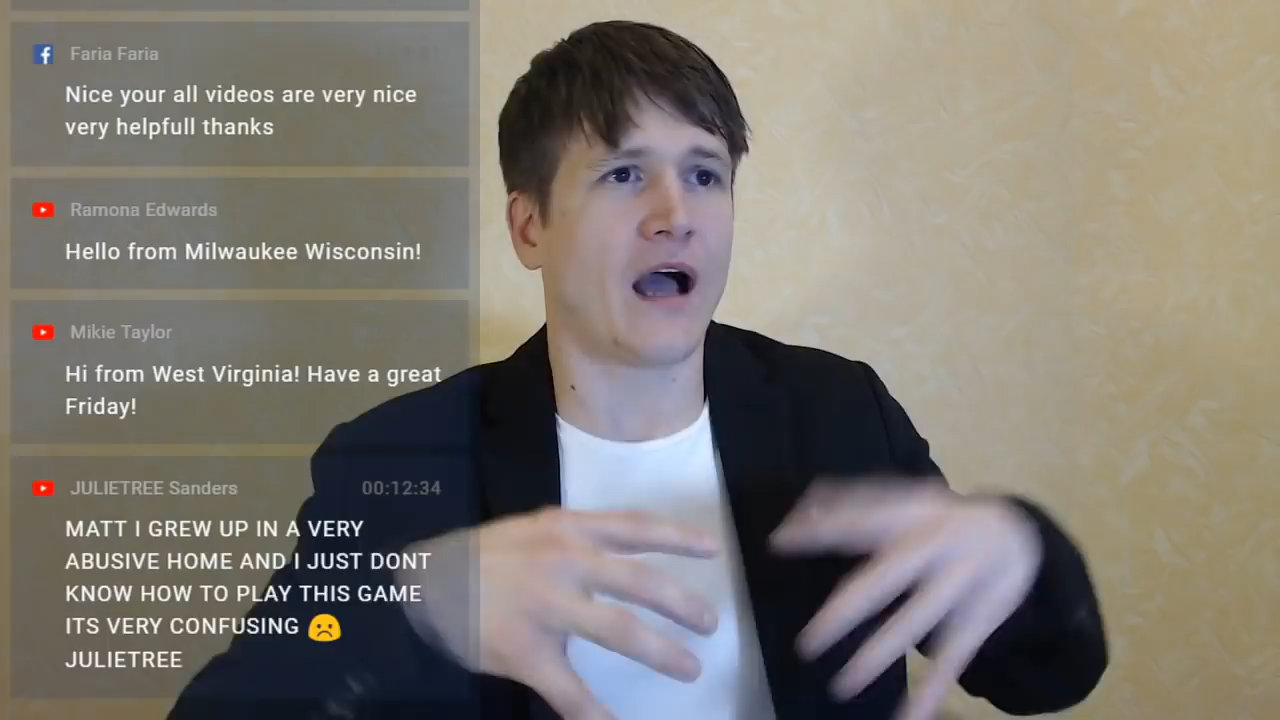 Faria Faria
Nice your all videos are very nice
very helpfull thanks
Ramona Edwards
Hello from Milwaukee Wisconsin!
Mikie Taylor
Hi from West Virginia! Have a great
Friday!
JULIETREE Sanders 00:12:34
MATT I GREW UP IN A VERY
ABUSIVE HOME AND I JUST DONT
KNOW HOW TO PLAY THIS GAME
ITS VERY CONFUSING ☹️
JULIETREE